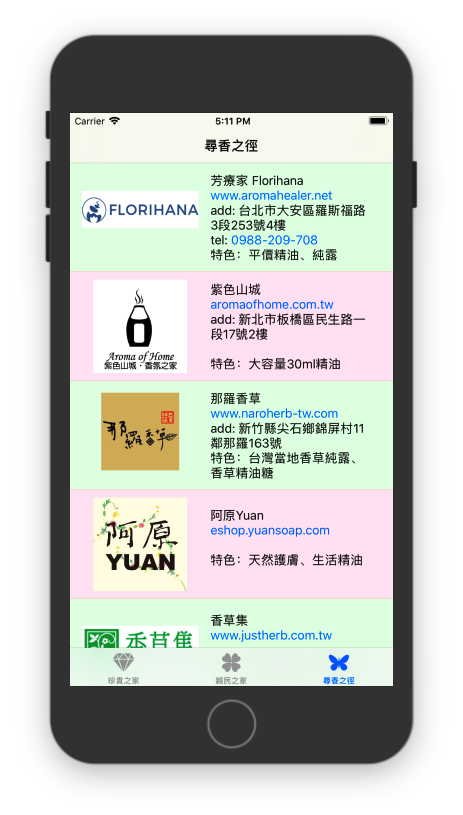 Carrier
5:11 PM
尋香之徑
FLORIHANA
芳療家 Florihana
www.aromahealer.net
add: 台北市大安區羅斯福路
3段253號4樓
tel: 0988-209-708
特色：平價精油、純露
Aroma of Home
紫色山城・香氛之家
紫色山城
aromaofhome.com.tw
add: 新北市板橋區民生路一
段17號2樓
特色：大容量30ml精油
那羅香草
那羅香草
www.naroherb-tw.com
add: 新竹縣尖石鄉錦屏村11
鄰那羅163號
特色：台灣當地香草純露、
香草精油糖
阿原
YUAN
阿原Yuan
eshop.yuansoap.com
特色：天然護膚、生活精油
香草集
香草集
www.justherb.com.tw
珍貴之家
親民之家
尋香之徑